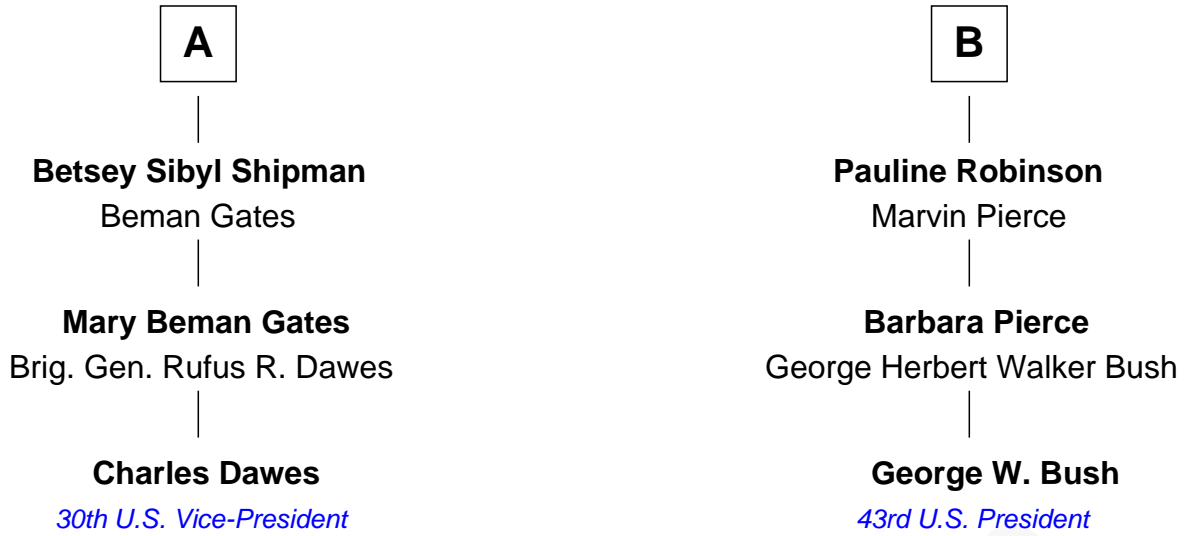 A
Betsey Sibyl Shipman
Beman Gates
Mary Beman Gates
Brig. Gen. Rufus R. Dawes
Charles Dawes
30th U.S. Vice-President
B
Pauline Robinson
Marvin Pierce
Barbara Pierce
George Herbert Walker Bush
George W. Bush
43rd U.S. President